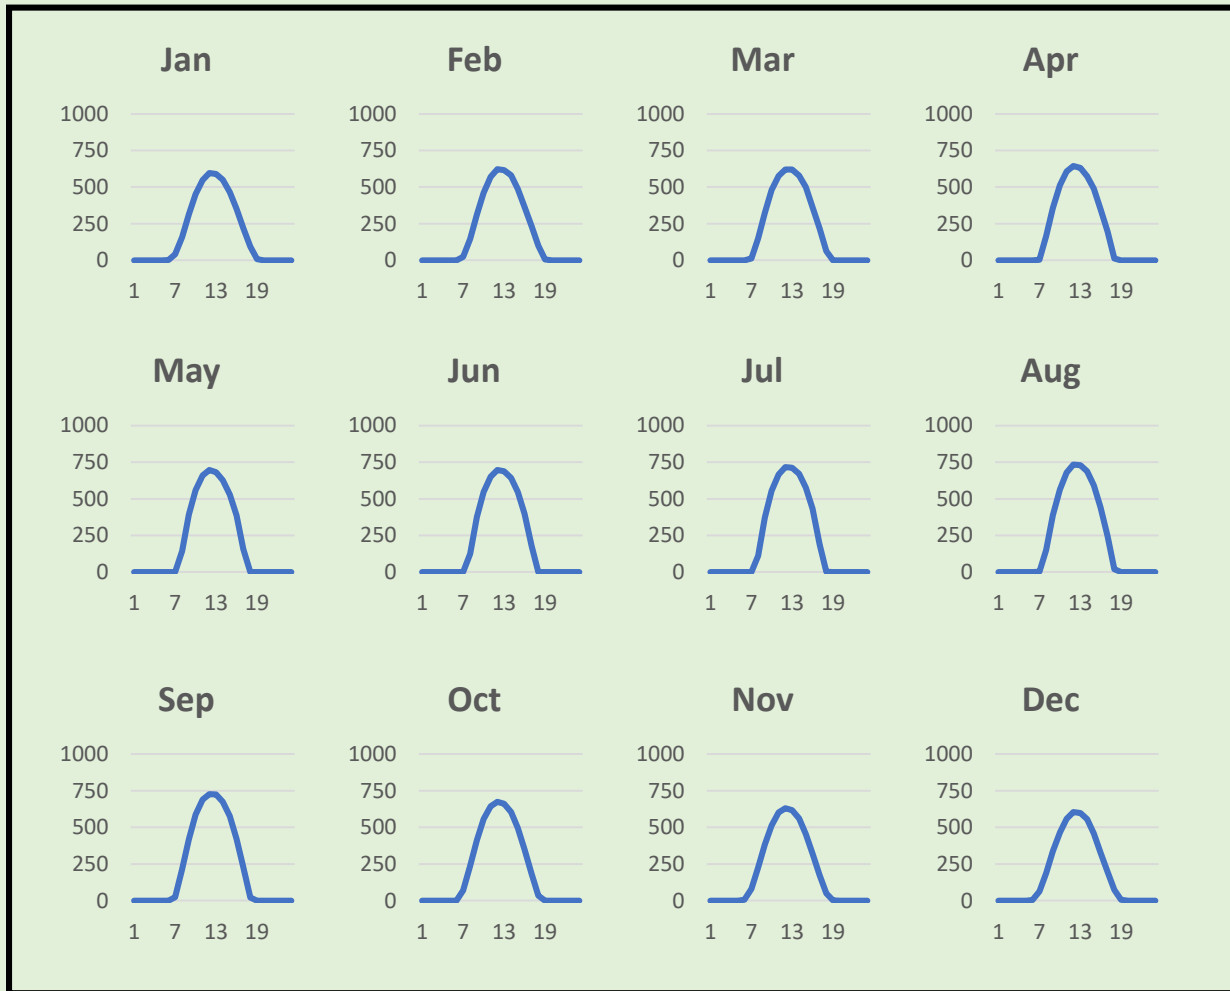 Jan Feb Mar Apr
1000 1000 1000 1000
750 750 750 750
500 500 500 500
250 250 250 250
0 0 0 0
1 7 13 19 1 7 13 19 1 7 13 19 1 7 13 19
May Jun Jul Aug
1000 1000 1000 1000
750 750 750 750
500 500 500 500
250 250 250 250
0 0 0 0
1 7 13 19 1 7 13 19 1 7 13 19 1 7 13 19
Sep Oct Nov Dec
1000 1000 1000 1000
750 750 750 750
500 500 500 500
250 250 250 250
0 0 0 0
1 7 13 19 1 7 13 19 1 7 13 19 1 7 13 19